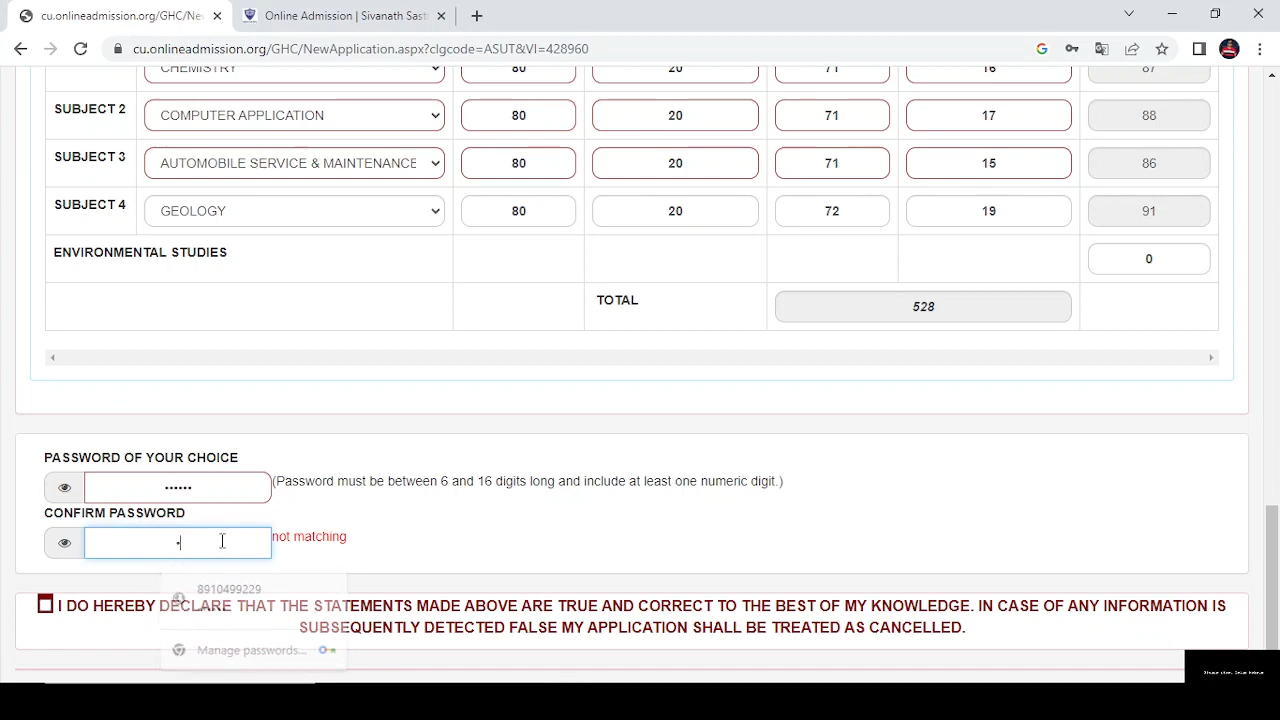 cu.onlineadmission.org/GHC/Ne
Online Admission | Sivanath Sast
cu.onlineadmission.org/GHC/NewApplication.aspx?clgcode=ASUT&VI=428960
CHEMISTRY 80 20 71 16 87
SUBJECT 2 COMPUTER APPLICATION 80 20 71 17 88
SUBJECT 3 AUTOMOBILE SERVICE & MAINTENANCE 80 20 71 15 86
SUBJECT 4 GEOLOGY 80 20 72 19 91
ENVIRONMENTAL STUDIES 0
TOTAL 528
PASSWORD OF YOUR CHOICE
•••••• (Password must be between 6 and 16 digits long and include at least one numeric digit.)
CONFIRM PASSWORD
• not matching
8910499229
I DO HEREBY DECLARE THAT THE STATEMENTS MADE ABOVE ARE TRUE AND CORRECT TO THE BEST OF MY KNOWLEDGE. IN CASE OF ANY INFORMATION IS
SUBSEQUENTLY DETECTED FALSE MY APPLICATION SHALL BE TREATED AS CANCELLED.
Manage passwords...